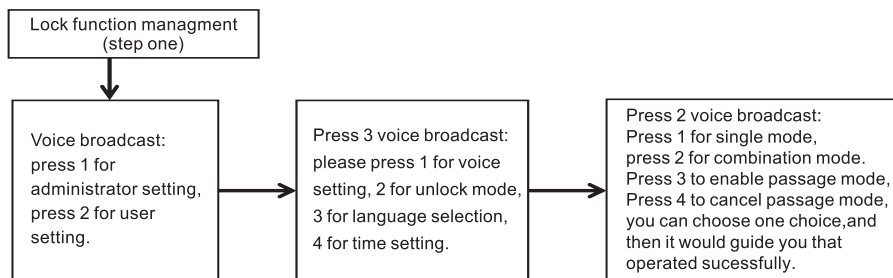 Lock function managment
(step one)
Voice broadcast:
press 1 for
administrator setting,
press 2 for user
setting.
Press 3 voice broadcast:
please press 1 for voice
setting, 2 for unlock mode,
3 for language selection,
4 for time setting.
Press 2 voice broadcast:
Press 1 for single mode,
press 2 for combination mode.
Press 3 to enable passage mode,
Press 4 to cancel passage mode,
you can choose one choice,and
then it would guide you that
operated sucessfully.